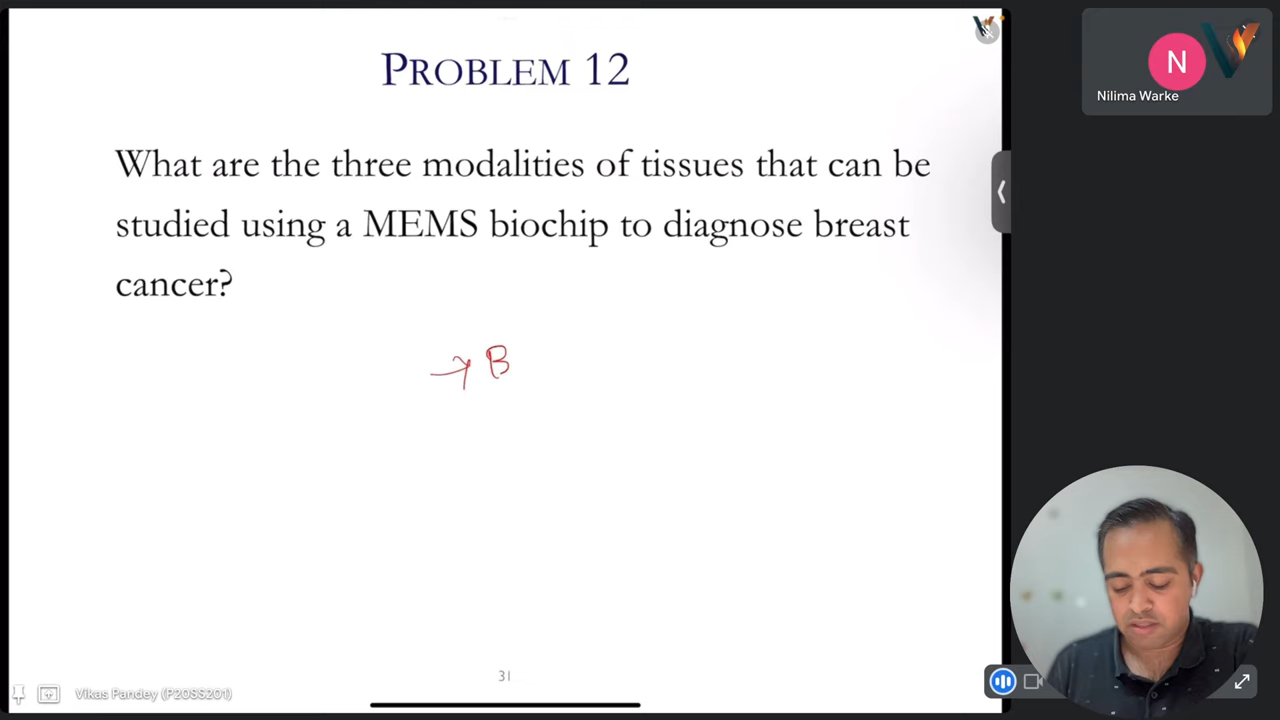 PROBLEM 12
What are the three modalities of tissues that can be
studied using a MEMS biochip to diagnose breast
cancer?
→ B
31
Vikas Pandey (P20SS201)
N
Nilima Warke